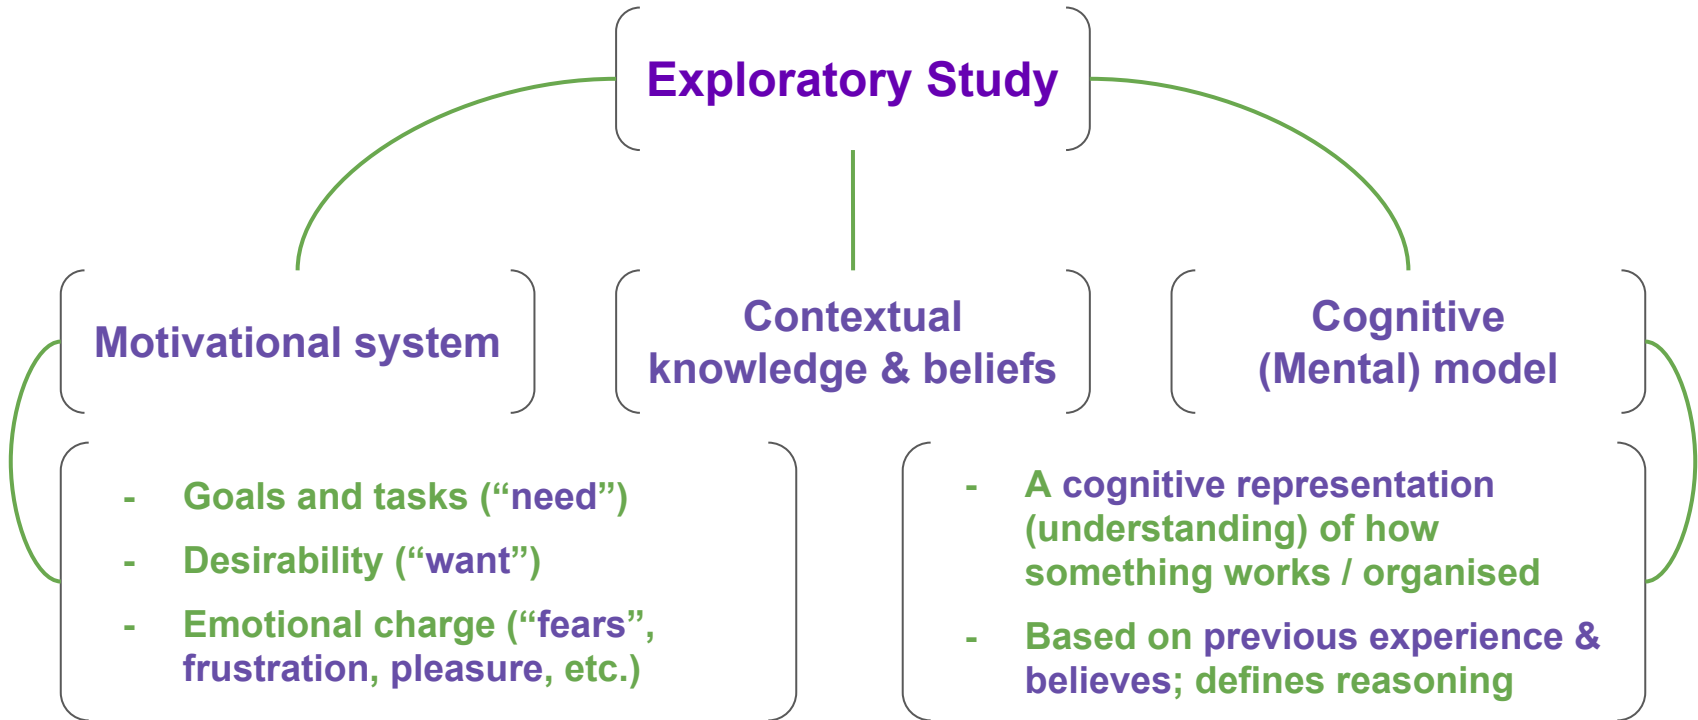 Exploratory Study
Motivational system
Contextual
knowledge & beliefs
Cognitive
(Mental) model
- Goals and tasks (“need”)
- Desirability (“want”)
- Emotional charge (“fears”,
frustration, pleasure, etc.)
- A cognitive representation
(understanding) of how
something works / organised
- Based on previous experience &
believes; defines reasoning